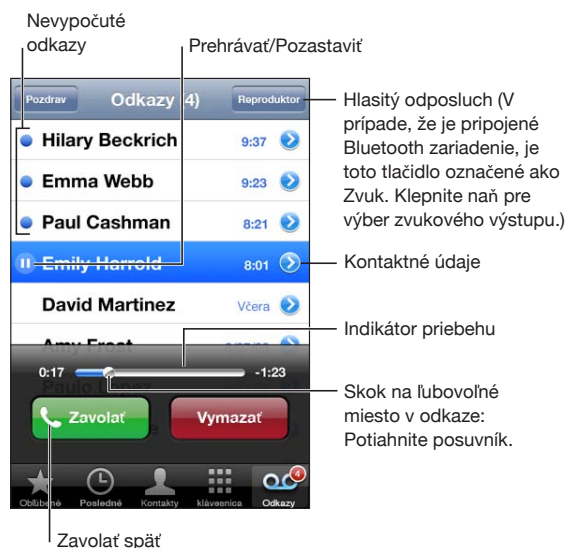 Nevypočuté
odkazy
Prehrávať/Pozastaviť
Pozdrav
Odkazy (4)
Reproduktor
Hilary Beckrich
9:37
Emma Webb
9:23
Paul Cashman
8:21
Emily Harrold
8:01
David Martinez
Včera
Amy Frost
0:17
-1:23
Paulo Lopez
Zavolať
Vymazať
Obľúbené
Posledné
Kontakty
klávesnica
Odkazy
4
Hlasitý odposluch (V
prípade, že je pripojené
Bluetooth zariadenie, je
toto tlačidlo označené ako
Zvuk. Klepnite naň pre
výber zvukového výstupu.)
Kontaktné údaje
Indikátor priebehu
Skok na ľubovoľné
miesto v odkaze:
Potiahnite posuvník.
Zavolať späť